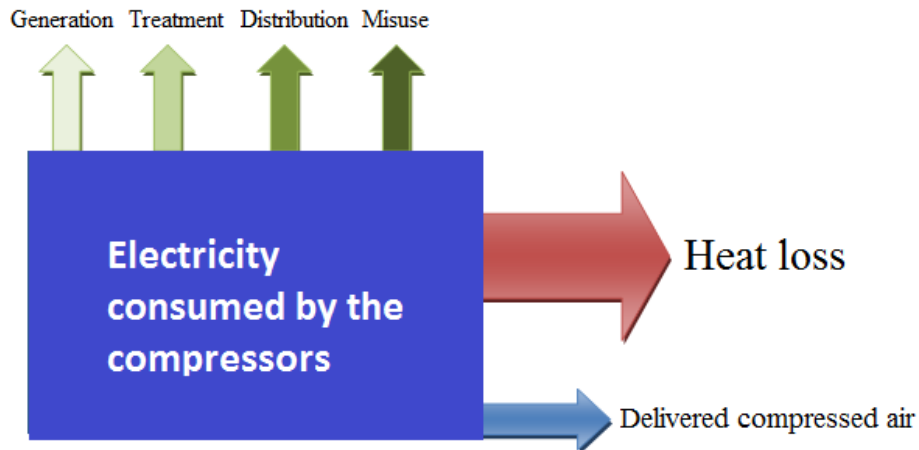 Generation Treatment Distribution Misuse
Electricity
consumed by the
compressors
Heat loss
Delivered compressed air